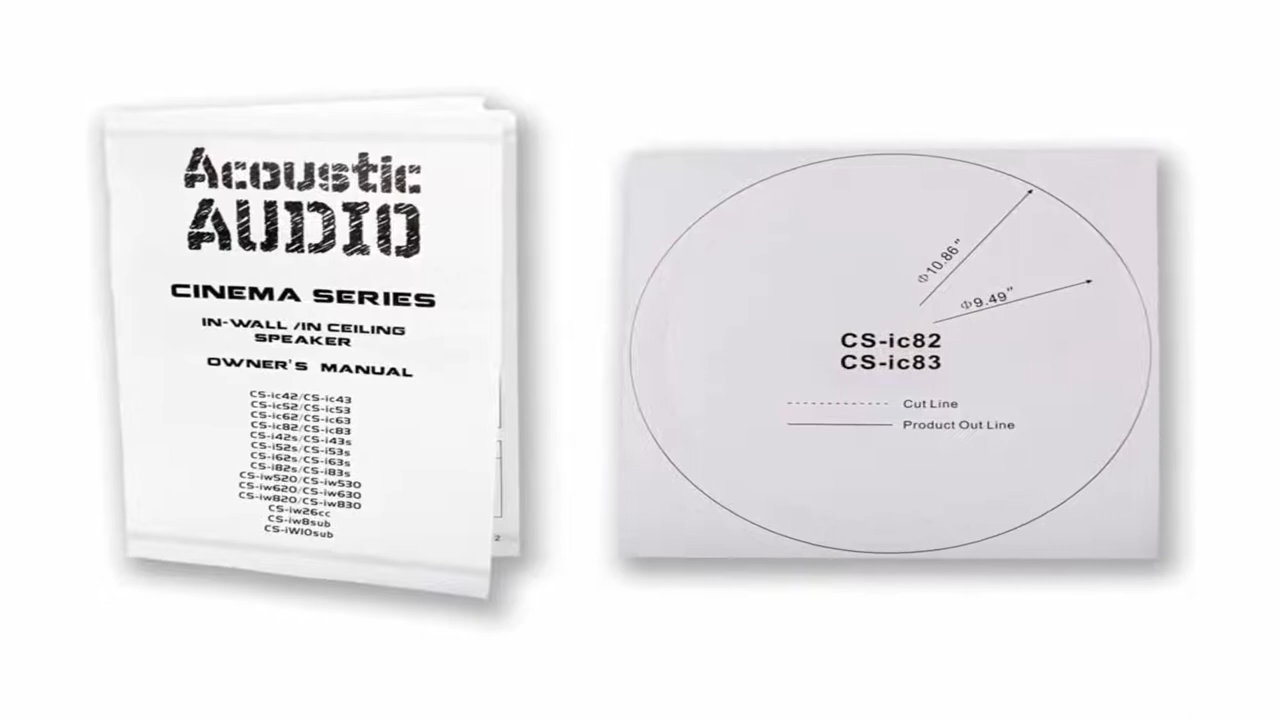 Acoustic
AUDIO
CINEMA SERIES
IN-WALL /IN CEILING
SPEAKER
OWNER'S MANUAL
CS-ic42/CS-ic43
CS-ic52/CS-ic53
CS-ic62/CS-ic63
CS-ic82/CS-ic83
CS-i42s/CS-i43s
CS-i52s/CS-i53s
CS-i62s/CS-i63s
CS-i82s/CS-i83s
CS-iw520/CS-iw530
CS-iw620/CS-iw630
CS-iw820/CS-iw830
CS-iw26cc
CS-iw8sub
CS-iW10sub
2
Φ10.86"
Φ9.49"
CS-ic82
CS-ic83
Cut Line
Product Out Line